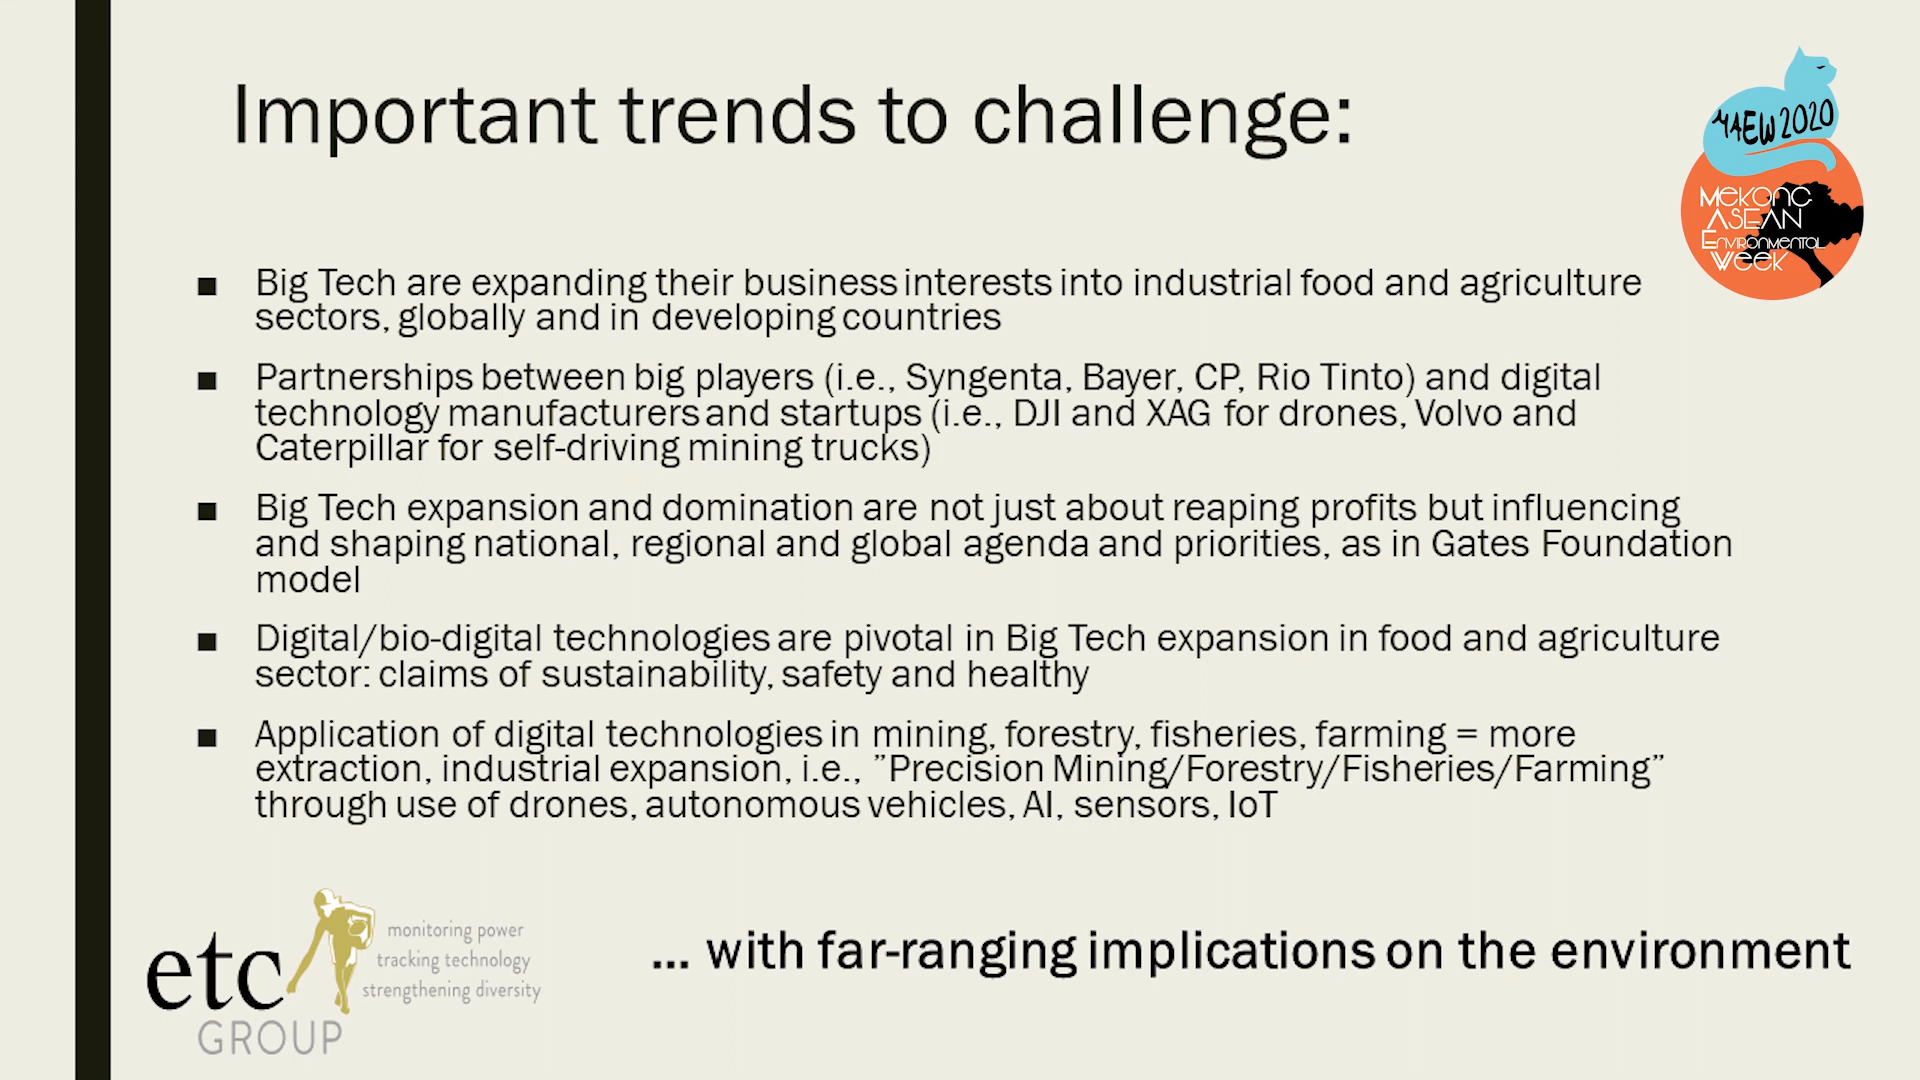 Important trends to challenge:
MAEW 2020
MEKONG
ASEAN
ENVIRONMENTAL
WEEK
■ Big Tech are expanding their business interests into industrial food and agriculture
sectors, globally and in developing countries
■ Partnerships between big players (i.e., Syngenta, Bayer, CP, Rio Tinto) and digital
technology manufacturers and startups (i.e., DJI and XAG for drones, Volvo and
Caterpillar for self-driving mining trucks)
■ Big Tech expansion and domination are not just about reaping profits but influencing
and shaping national, regional and global agenda and priorities, as in Gates Foundation
model
■ Digital/bio-digital technologies are pivotal in Big Tech expansion in food and agriculture
sector: claims of sustainability, safety and healthy
■ Application of digital technologies in mining, forestry, fisheries, farming = more
extraction, industrial expansion, i.e., ”Precision Mining/Forestry/Fisheries/Farming”
through use of drones, autonomous vehicles, AI, sensors, IoT
... with far-ranging implications on the environment
etc
GROUP
monitoring power
tracking technology
strengthening diversity